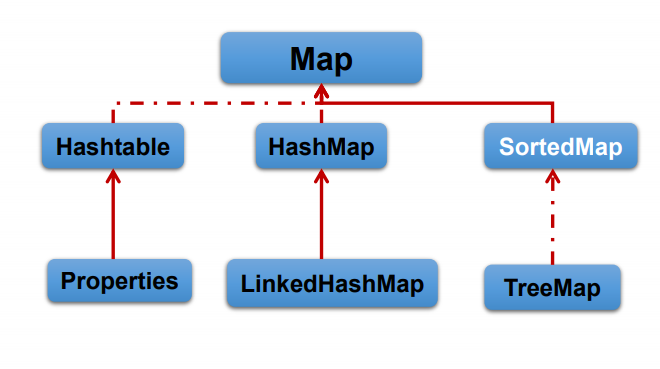 Map
Hashtable
HashMap
SortedMap
Properties
LinkedHashMap
TreeMap